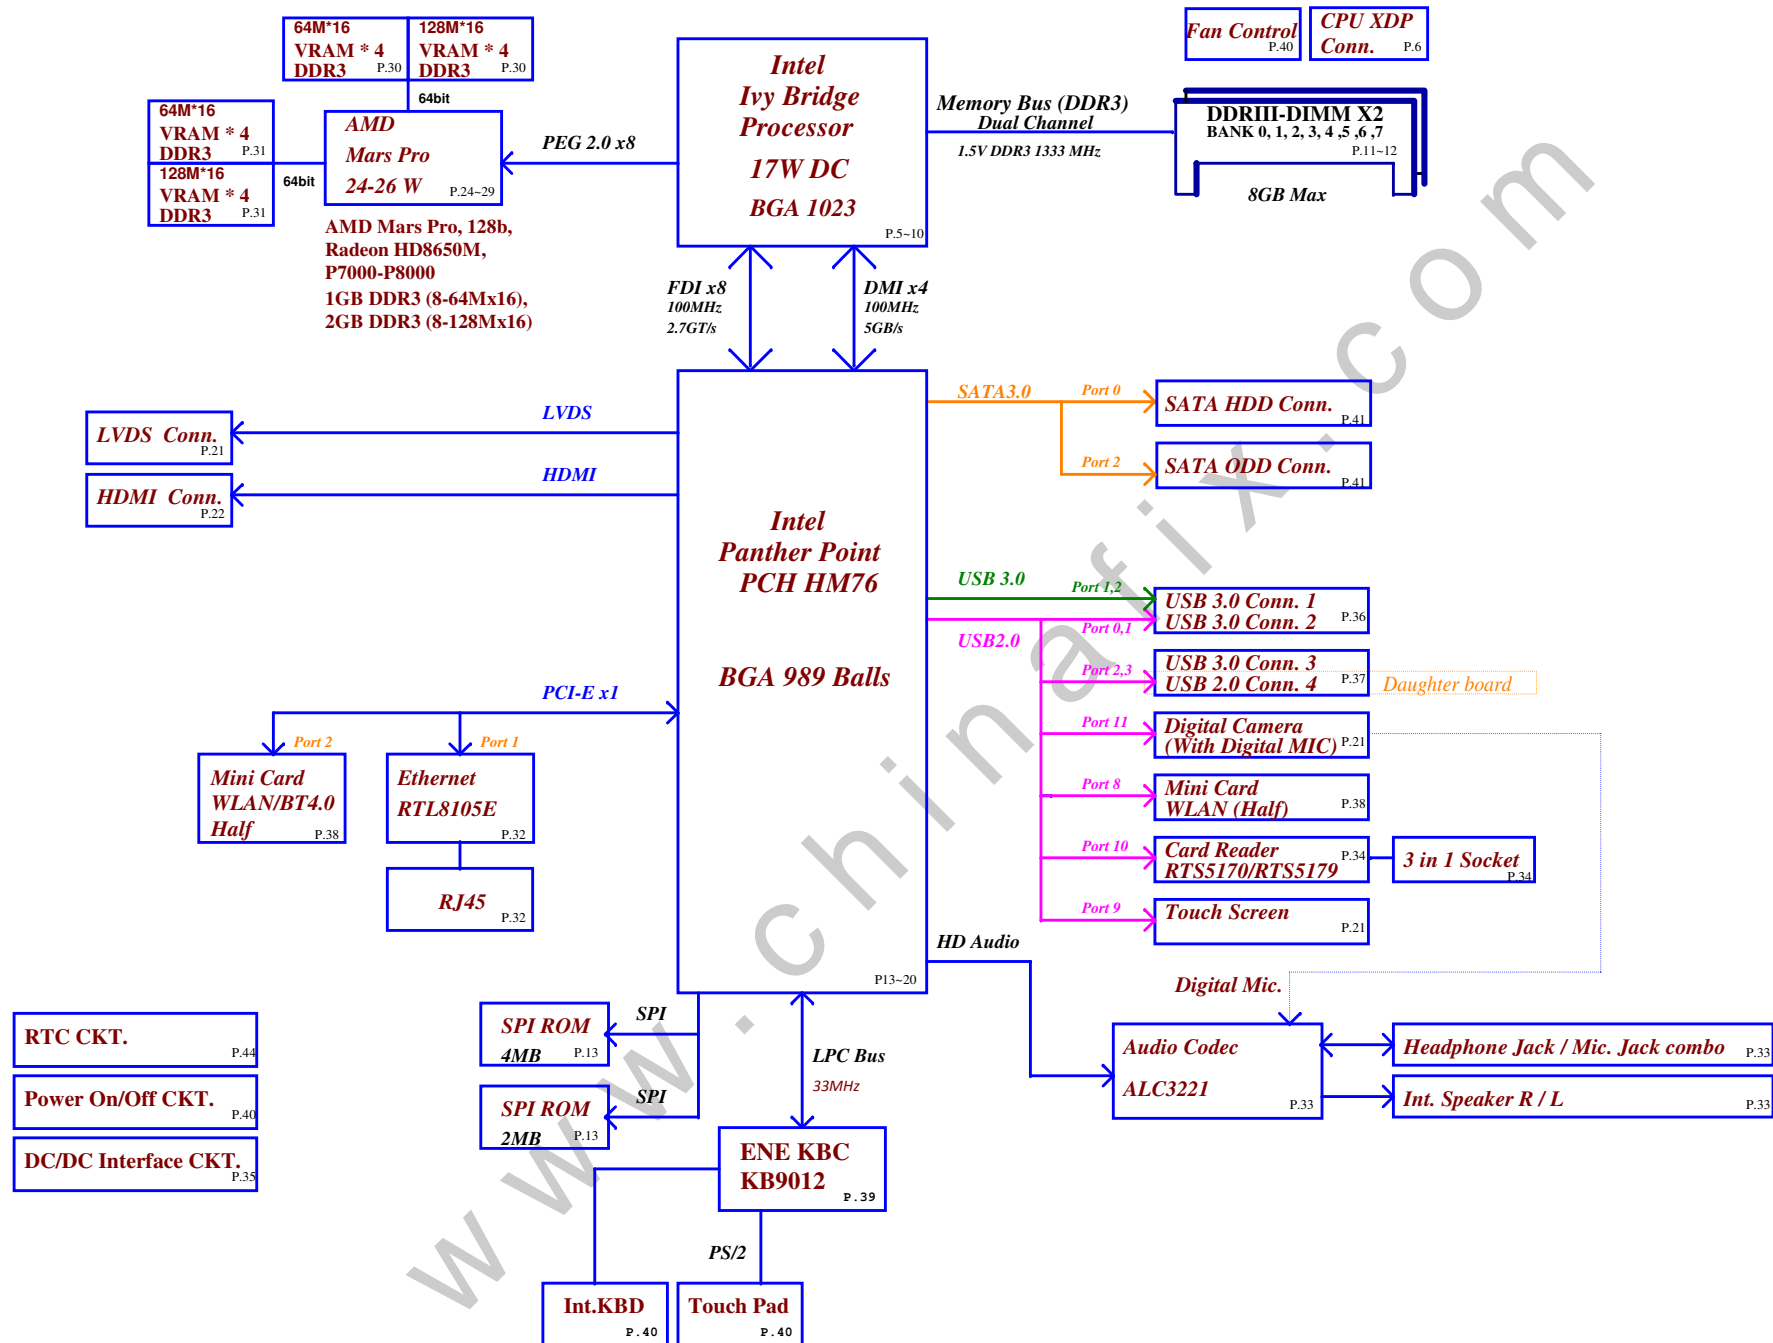 64M*16
VRAM * 4
DDR3 P.30
128M*16
VRAM * 4
DDR3 P.30
64bit
64M*16
VRAM * 4
DDR3 P.31
128M*16
VRAM * 4
DDR3 P.31
64bit
AMD
Mars Pro
24-26 W P.24~29
AMD Mars Pro, 128b,
Radeon HD8650M,
P7000-P8000
1GB DDR3 (8-64Mx16),
2GB DDR3 (8-128Mx16)
PEG 2.0 x8
Intel
Ivy Bridge
Processor
17W DC
BGA 1023
P.5~10
Memory Bus (DDR3)
Dual Channel
1.5V DDR3 1333 MHz
Fan Control
P.40
CPU XDP
Conn. P.6
DDRIII-DIMM X2
BANK 0, 1, 2, 3, 4 ,5 ,6 ,7
P.11~12
8GB Max
FDI x8
100MHz
2.7GT/s
DMI x4
100MHz
5GB/s
LVDS
LVDS Conn.
P.21
HDMI
HDMI Conn.
P.22
Intel
Panther Point
PCH HM76
BGA 989 Balls
P13~20
SATA3.0
Port 0
SATA HDD Conn.
P.41
Port 2
SATA ODD Conn.
P.41
USB 3.0
Port 1,2
USB 3.0 Conn. 1
USB 3.0 Conn. 2
P.36
USB2.0
Port 0,1
Port 2,3
USB 3.0 Conn. 3
USB 2.0 Conn. 4
P.37
Daughter board
Port 11
Digital Camera
(With Digital MIC)
P.21
Port 8
Mini Card
WLAN (Half)
P.38
Port 10
Card Reader
RTS5170/RTS5179
P.34
3 in 1 Socket
P.34
Port 9
Touch Screen
P.21
PCI-E x1
Port 2
Mini Card
WLAN/BT4.0
Half P.38
Port 1
Ethernet
RTL8105E
P.32
RJ45
P.32
HD Audio
Digital Mic.
Audio Codec
ALC3221
P.33
Headphone Jack / Mic. Jack combo P.33
Int. Speaker R / L P.33
SPI
SPI ROM
4MB P.13
SPI
SPI ROM
2MB P.13
LPC Bus
33MHz
ENE KBC
KB9012
P.39
PS/2
Int.KBD
P.40
Touch Pad
P.40
RTC CKT.
P.44
Power On/Off CKT.
P.40
DC/DC Interface CKT.
P.35
www.chinafix.com